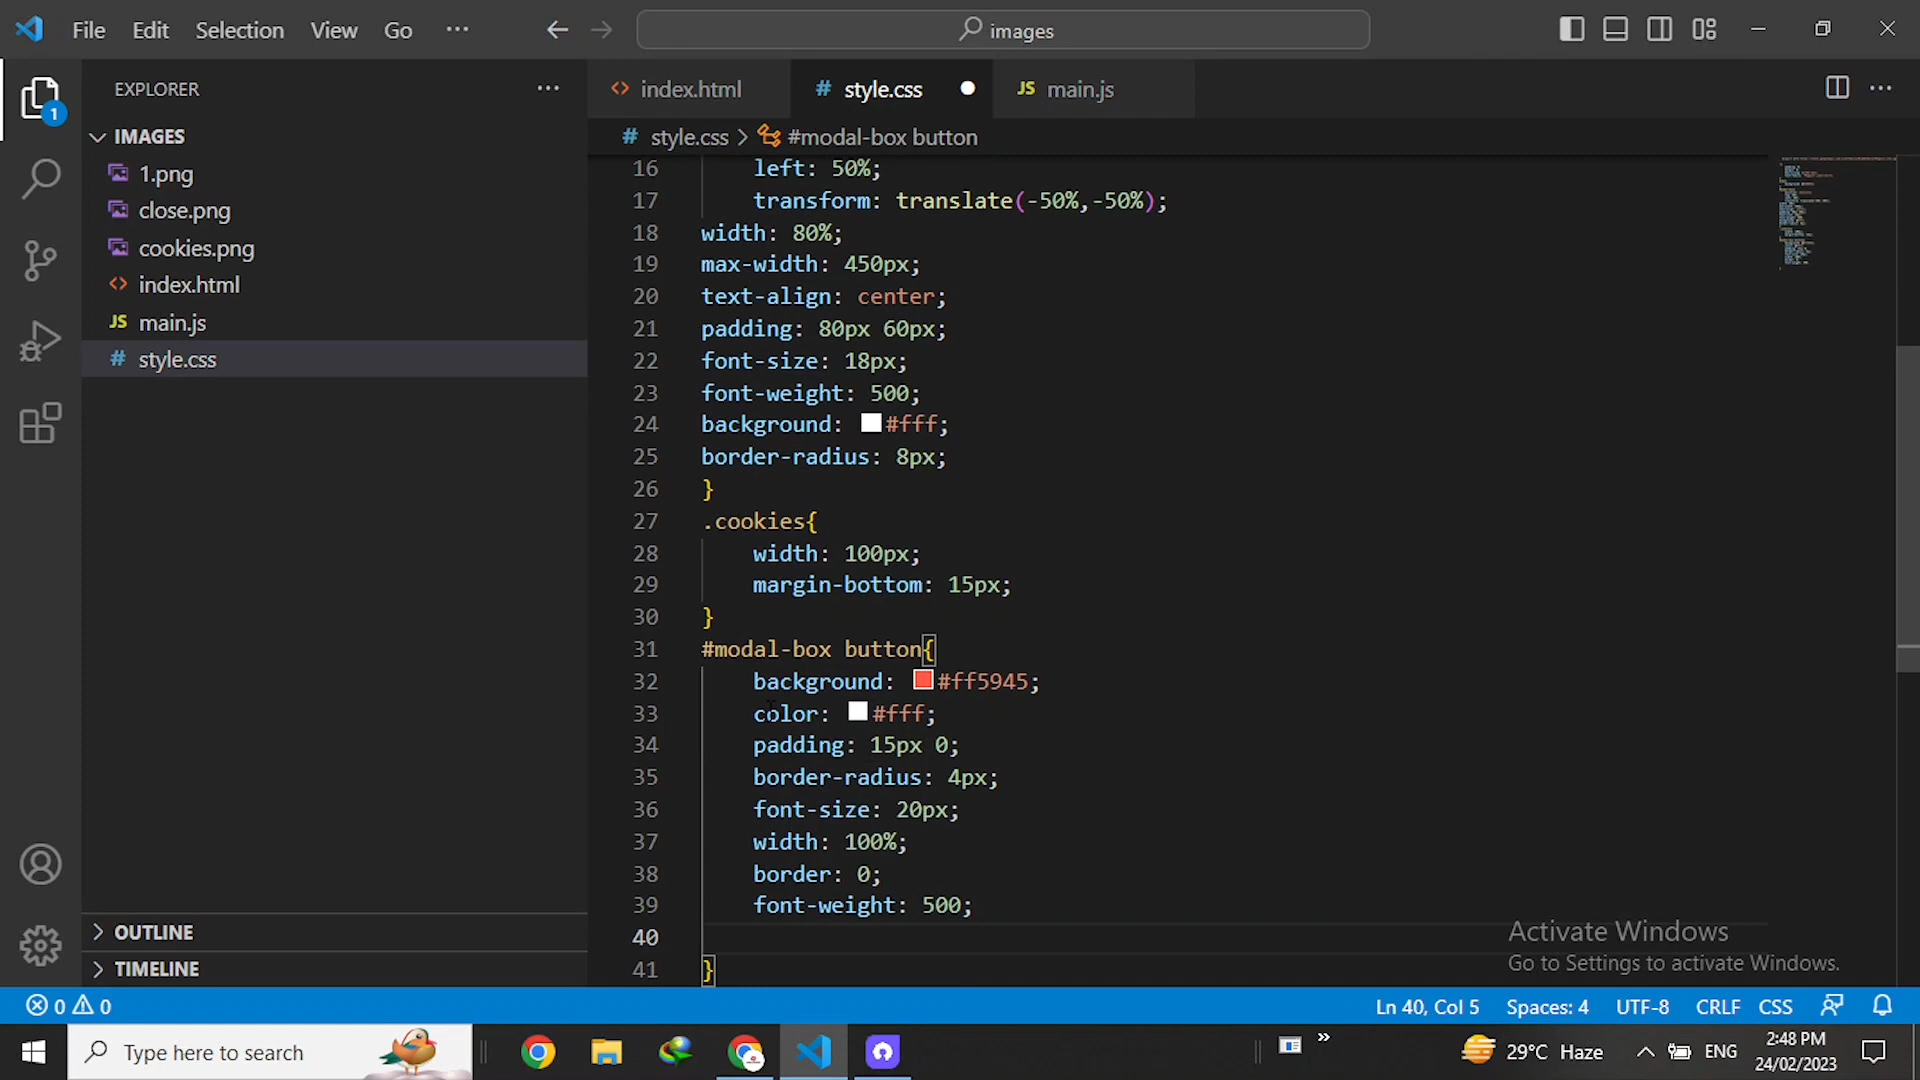 File Edit Selection View Go ···
images
EXPLORER ···
IMAGES
1.png
close.png
cookies.png
index.html
JS main.js
# style.css
1
OUTLINE
TIMELINE
<> index.html
# style.css
JS main.js
# style.css > #modal-box button
16 left: 50%;
17 transform: translate(-50%,-50%);
18 width: 80%;
19 max-width: 450px;
20 text-align: center;
21 padding: 80px 60px;
22 font-size: 18px;
23 font-weight: 500;
24 background: #fff;
25 border-radius: 8px;
26 }
27 .cookies{
28 width: 100px;
29 margin-bottom: 15px;
30 }
31 #modal-box button{
32 background: #ff5945;
33 color: #fff;
34 padding: 15px 0;
35 border-radius: 4px;
36 font-size: 20px;
37 width: 100%;
38 border: 0;
39 font-weight: 500;
40
41 }
Activate Windows
Go to Settings to activate Windows.
0 0
Ln 40, Col 5 Spaces: 4 UTF-8 CRLF CSS
Type here to search
29°C Haze
ENG
2:48 PM
24/02/2023